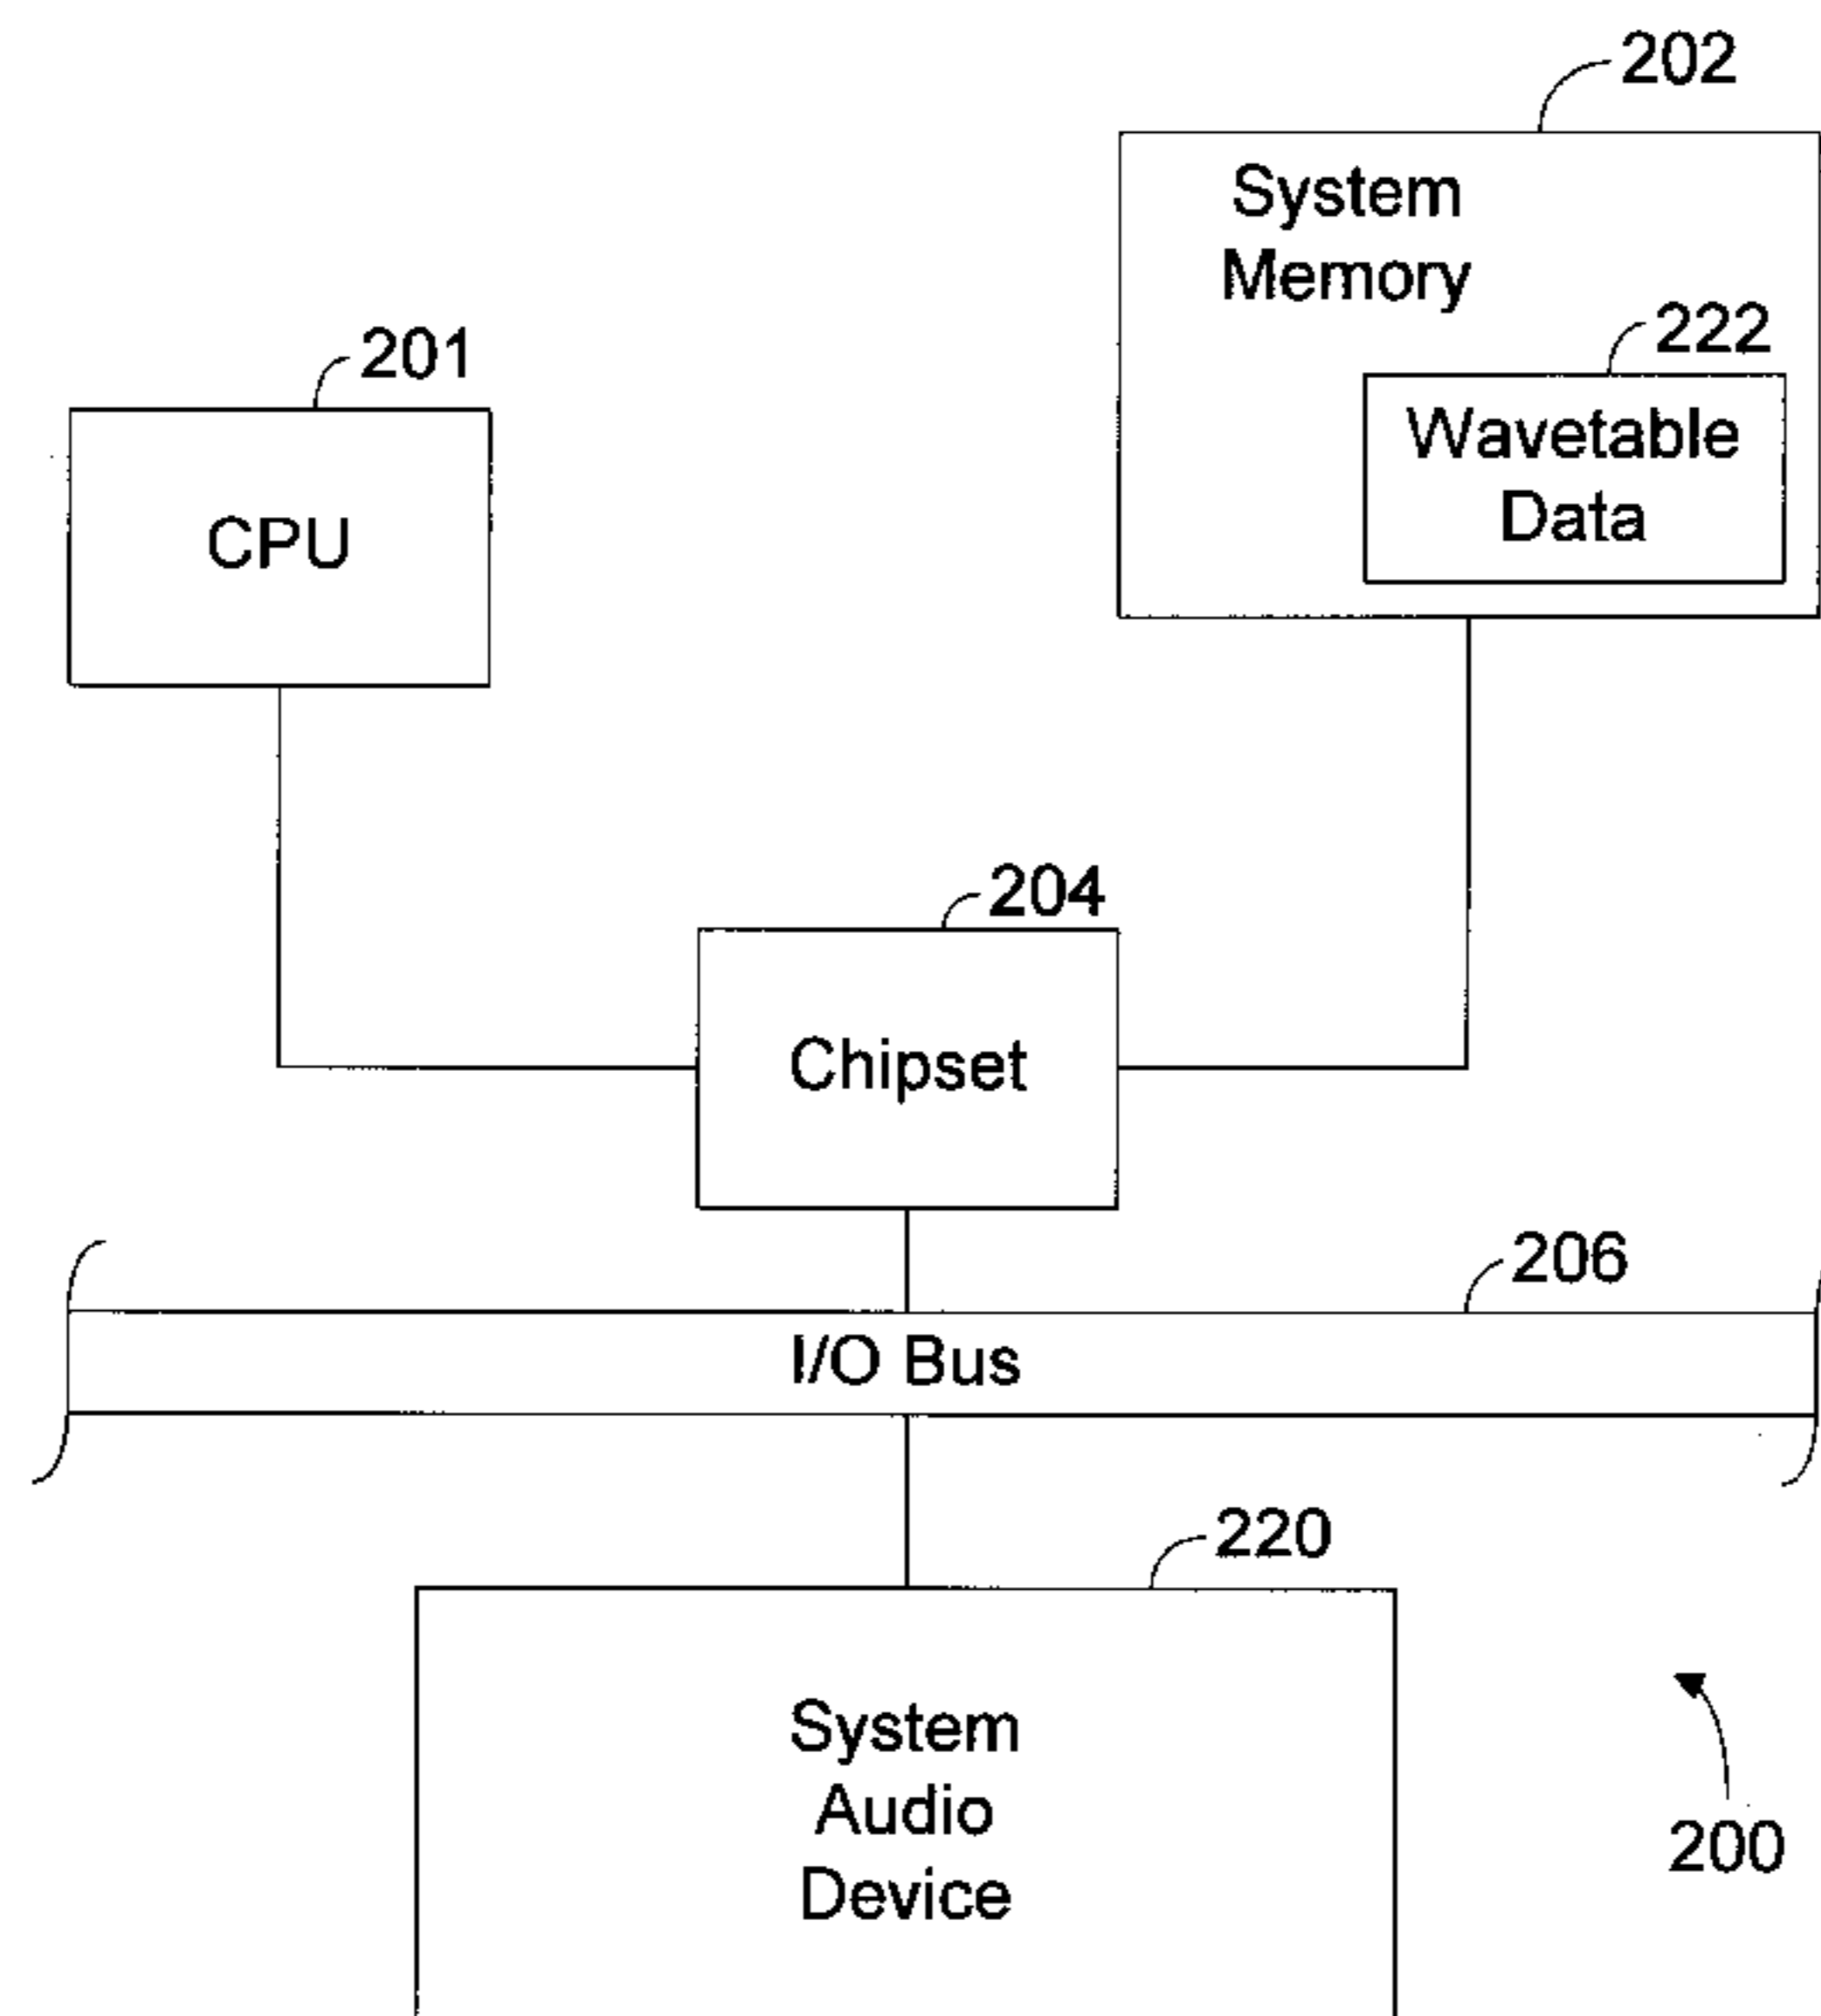 202
System
Memory
222
Wavetable
Data
201
CPU
204
Chipset
206
I/O Bus
220
System
Audio
Device
200